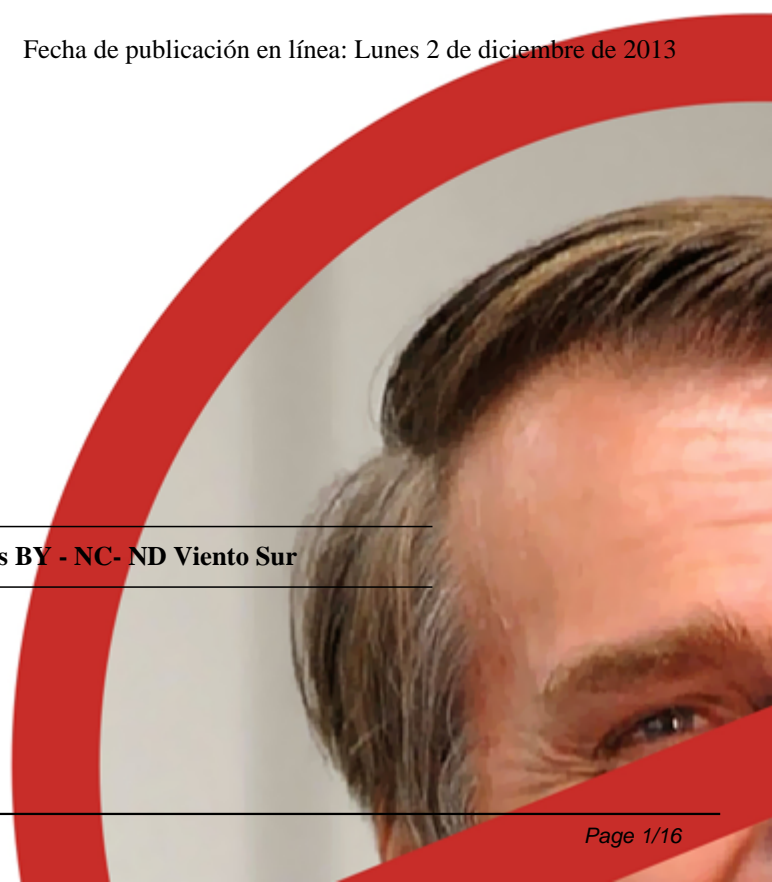 Fecha de publicación en línea: Lunes 2 de diciembre de 2013
s BY - NC- ND Viento Sur
Page 1/16